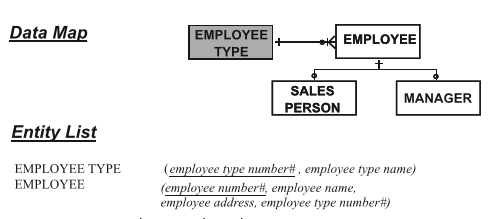 Data Map
EMPLOYEE TYPE
EMPLOYEE
SALES PERSON
MANAGER
Entity List
EMPLOYEE TYPE (employee type number# , employee type name)
EMPLOYEE (employee number#, employee name,
employee address, employee type number#)